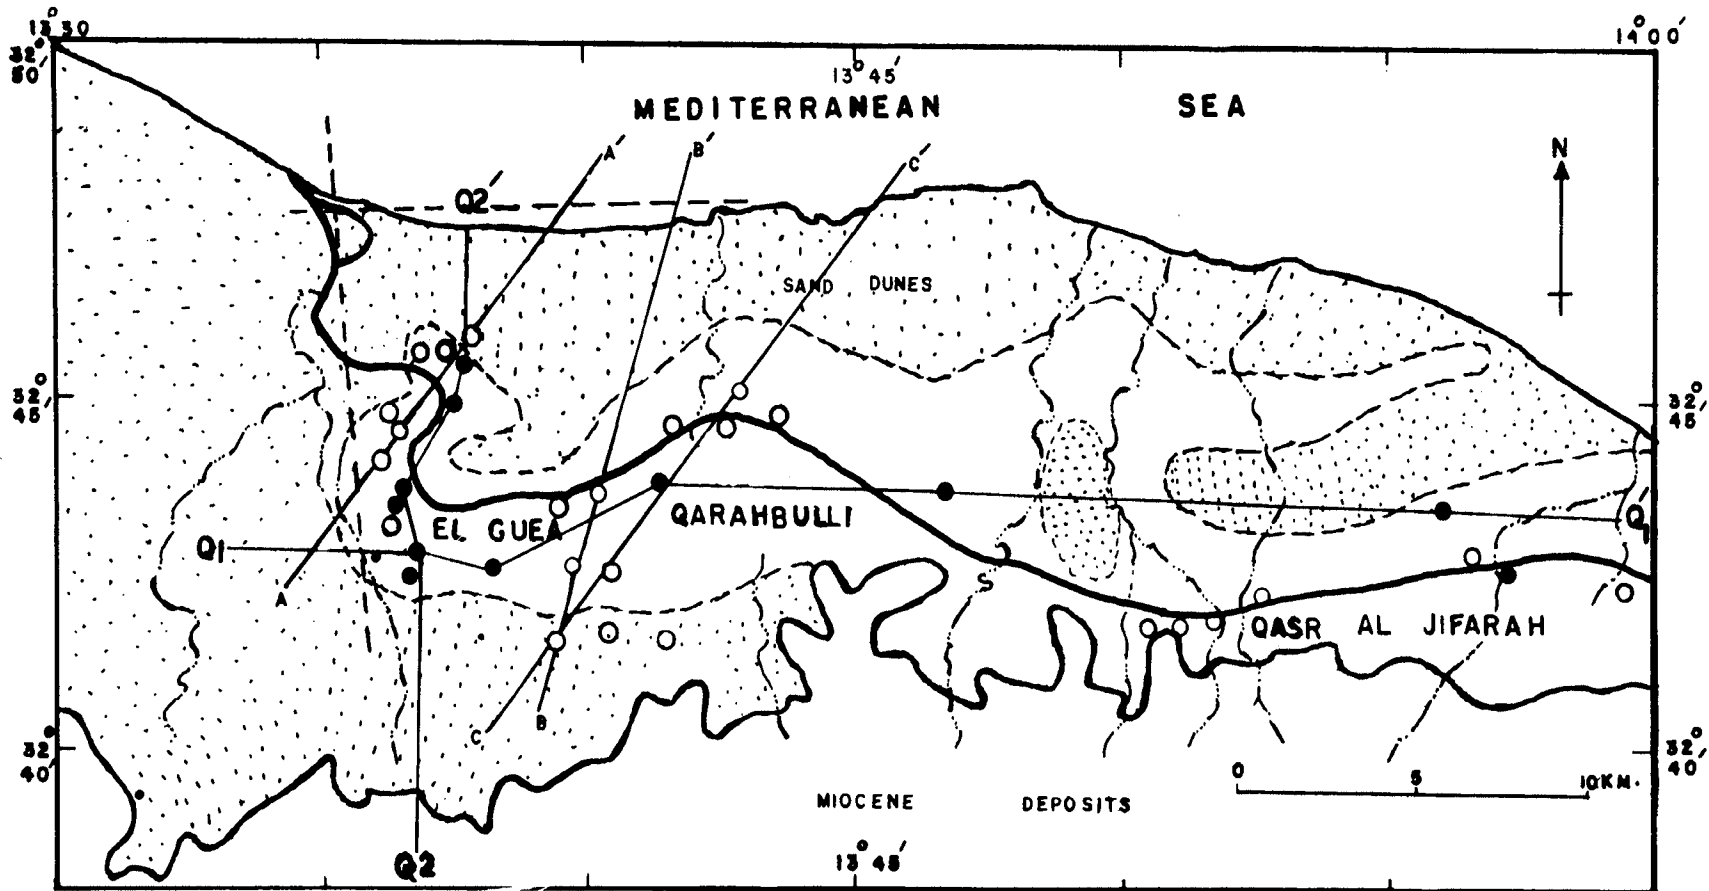 13°30
14°00′
32°
50′
13°45′
MEDITERRANEAN SEA
A′
B′
C′
N
Q2′
SAND DUNES
32°
45′
32°
45′
QARAHBULLI
Q1′
EL GUEA
Q1
S
A
QASR AL JIFARAH
B
C
32°
40′
32°
40′
0 5 10KM.
MIOCENE DEPOSITS
13°45′
Q2